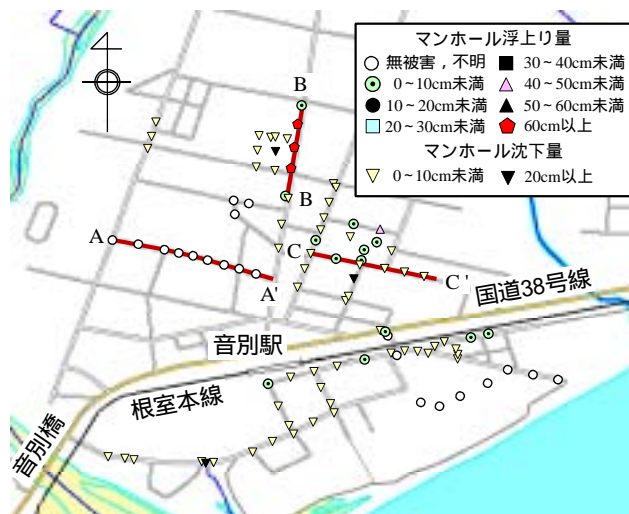 マンホール浮上り量
無被害，不明
30～40cm未満
0～10cm未満
40～50cm未満
10～20cm未満
50～60cm未満
20～30cm未満
60cm以上
マンホール沈下量
0～10cm未満
20cm以上
B
B
A
A'
C
C'
国道38号線
音別駅
根室本線
音別橋